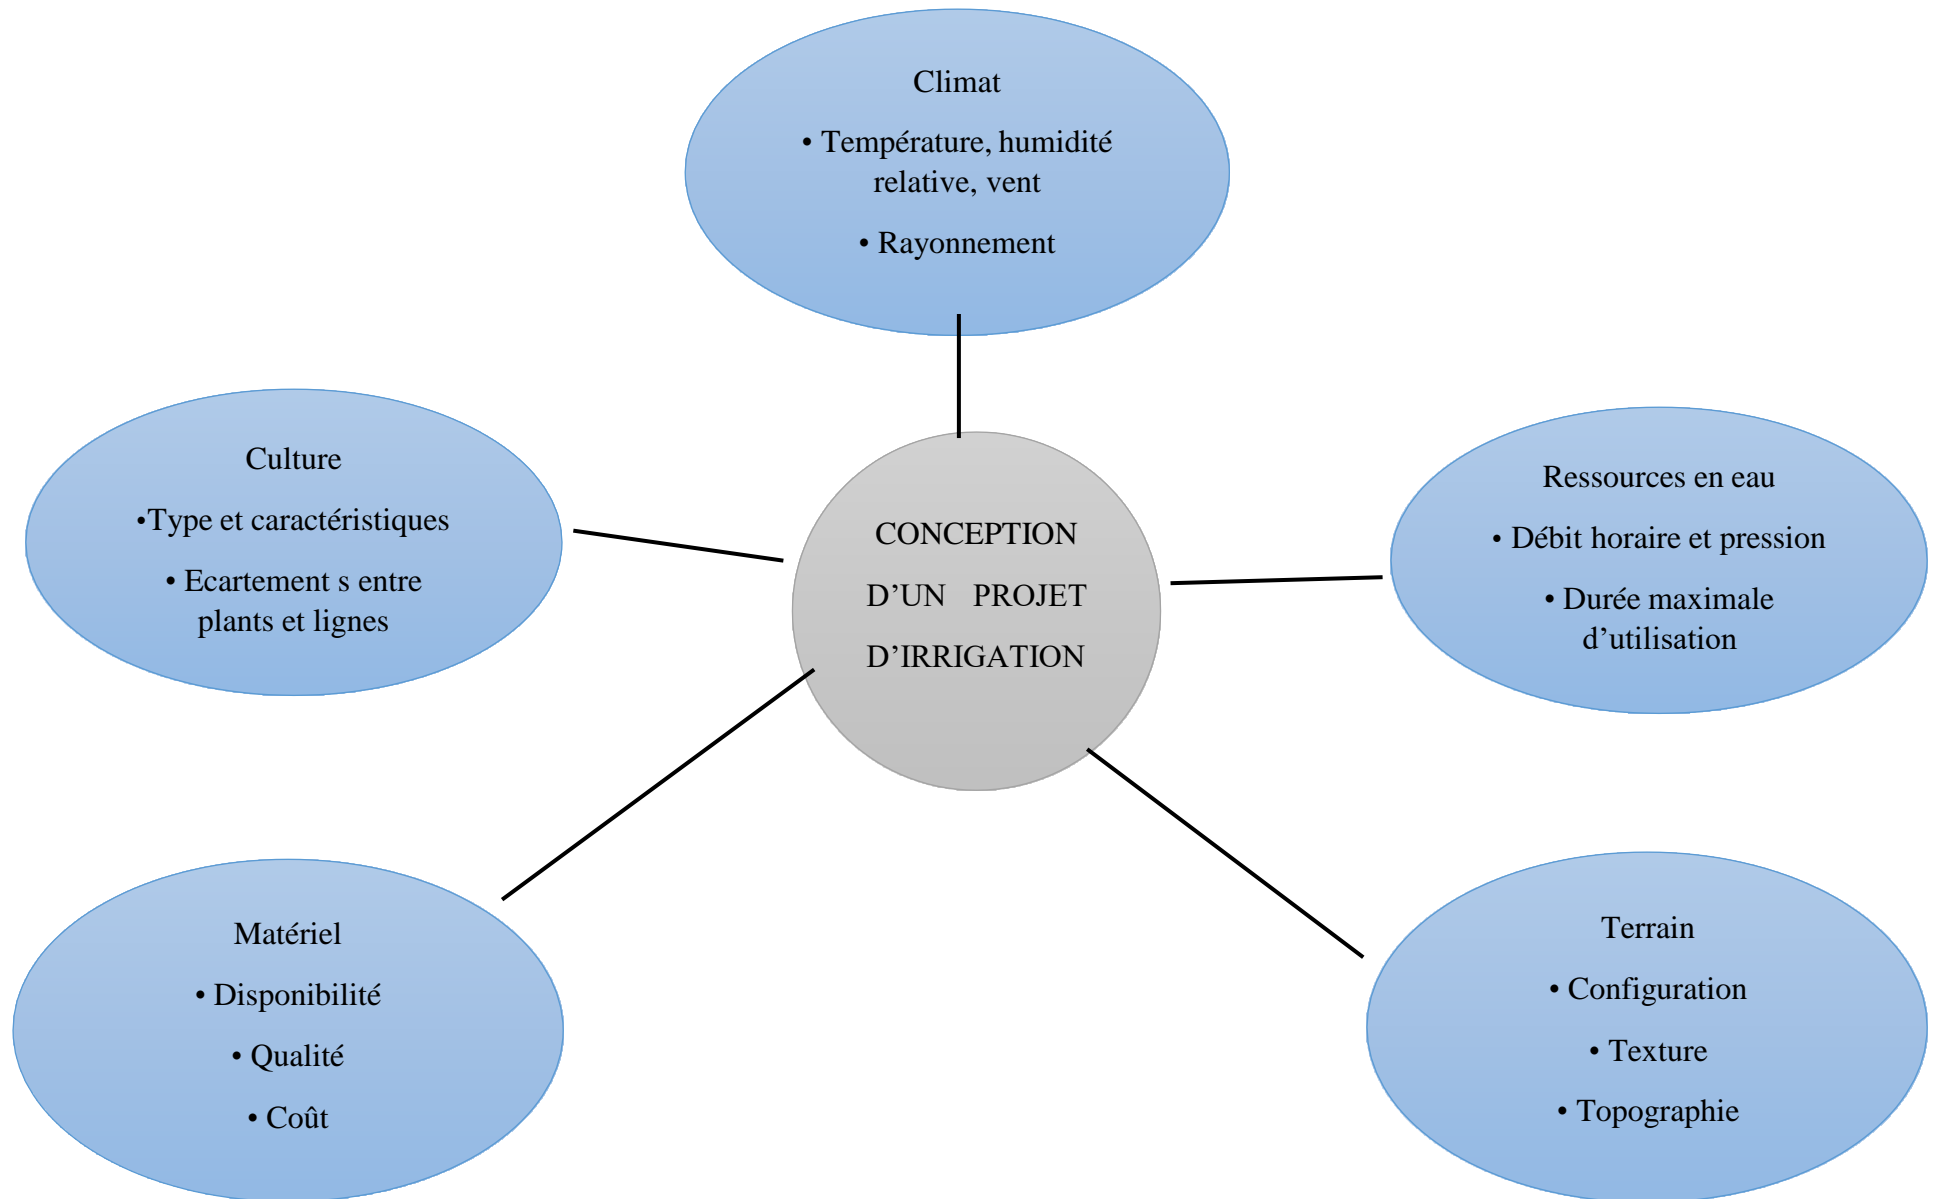 Climat
• Température, humidité
relative, vent
• Rayonnement
Culture
•Type et caractéristiques
• Ecartement s entre
plants et lignes
CONCEPTION
D’UN PROJET
D’IRRIGATION
Ressources en eau
• Débit horaire et pression
• Durée maximale
d’utilisation
Matériel
• Disponibilité
• Qualité
• Coût
Terrain
• Configuration
• Texture
• Topographie